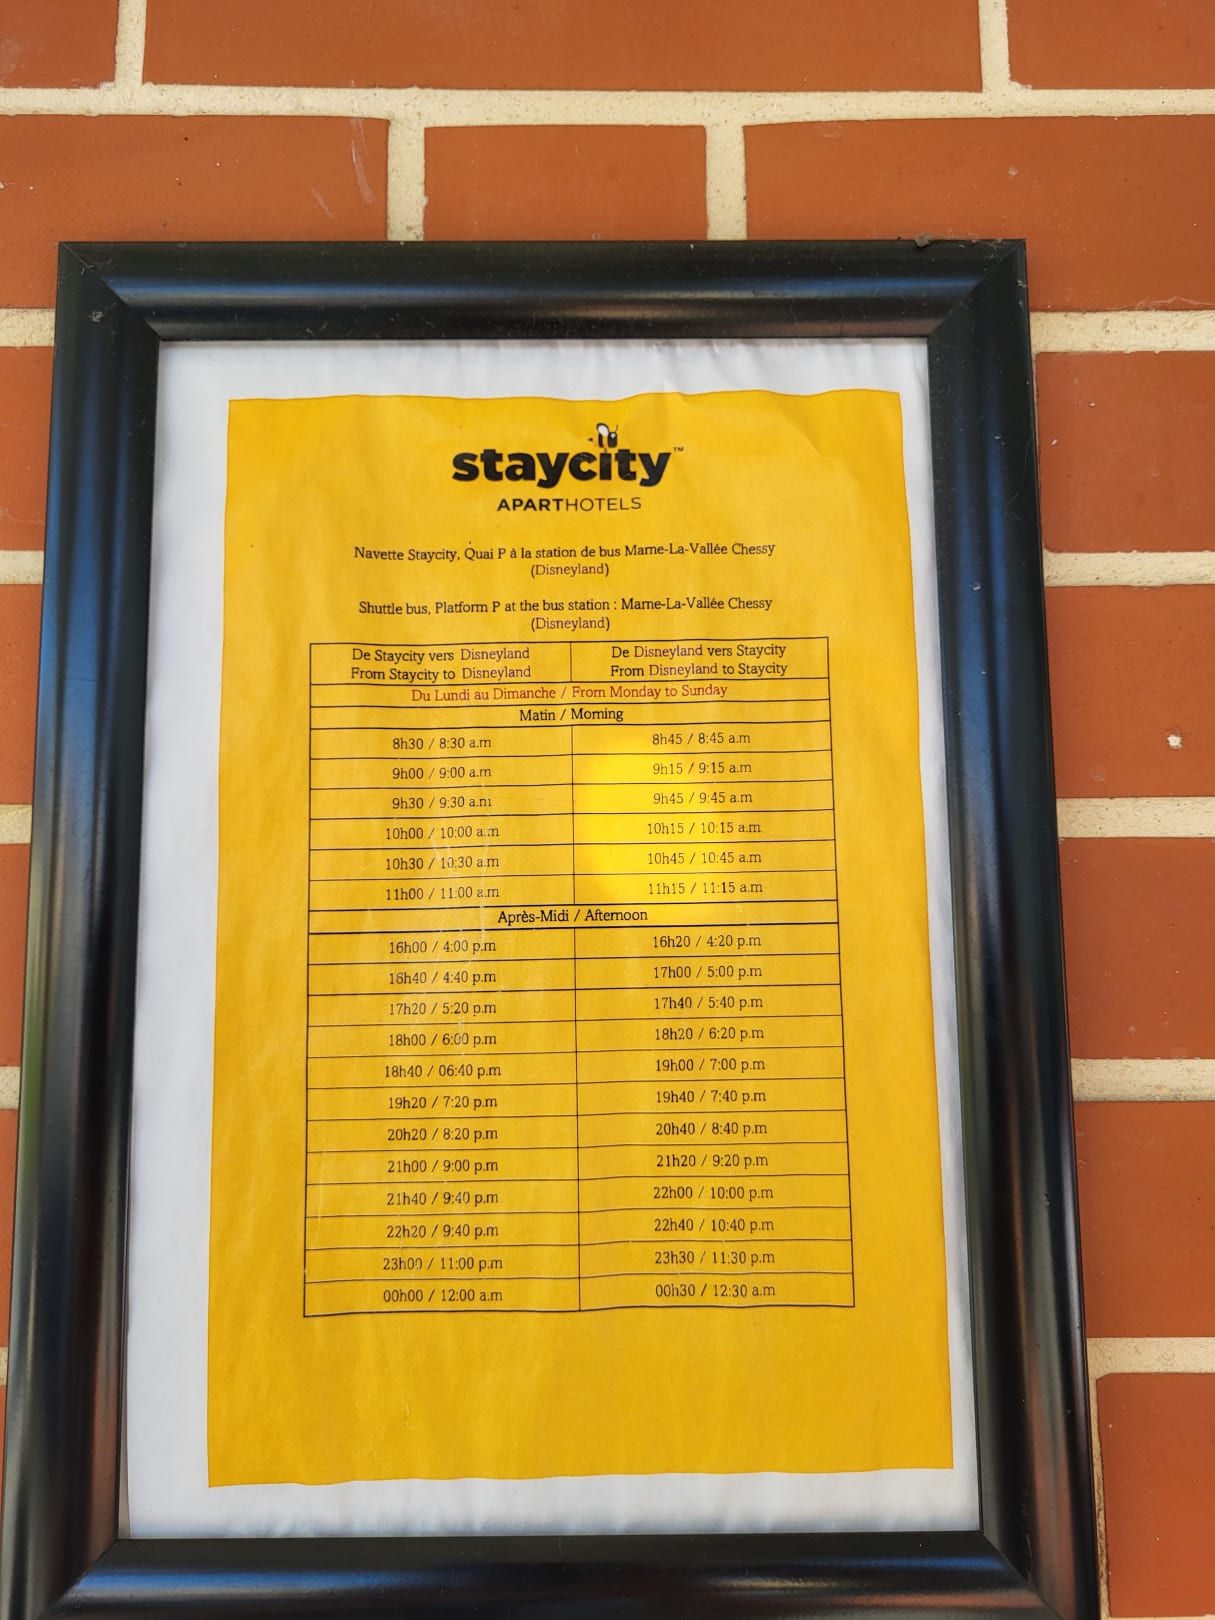 staycity™
APARTHOTELS
Navette Staycity, Quai P à la station de bus Marne-La-Vallée Chessy
(Disneyland)
Shuttle bus, Platform P at the bus station : Marne-La-Vallée Chessy
(Disneyland)
De Staycity vers Disneyland De Disneyland vers Staycity
From Staycity to Disneyland From Disneyland to Staycity
Du Lundi au Dimanche / From Monday to Sunday
Matin / Morning
8h30 / 8:30 a.m 8h45 / 8:45 a.m
9h00 / 9:00 a.m 9h15 / 9:15 a.m
9h30 / 9:30 a.m 9h45 / 9:45 a.m
10h00 / 10:00 a.m 10h15 / 10:15 a.m
10h30 / 10:30 a.m 10h45 / 10:45 a.m
11h00 / 11:00 a.m 11h15 / 11:15 a.m
Après-Midi / Afternoon
16h00 / 4:00 p.m 16h20 / 4:20 p.m
16h40 / 4:40 p.m 17h00 / 5:00 p.m
17h20 / 5:20 p.m 17h40 / 5:40 p.m
18h00 / 6:00 p.m 18h20 / 6:20 p.m
18h40 / 06:40 p.m 19h00 / 7:00 p.m
19h20 / 7:20 p.m 19h40 / 7:40 p.m
20h20 / 8:20 p.m 20h40 / 8:40 p.m
21h00 / 9:00 p.m 21h20 / 9:20 p.m
21h40 / 9:40 p.m 22h00 / 10:00 p.m
22h20 / 9:40 p.m 22h40 / 10:40 p.m
23h00 / 11:00 p.m 23h30 / 11:30 p.m
00h00 / 12:00 a.m 00h30 / 12:30 a.m